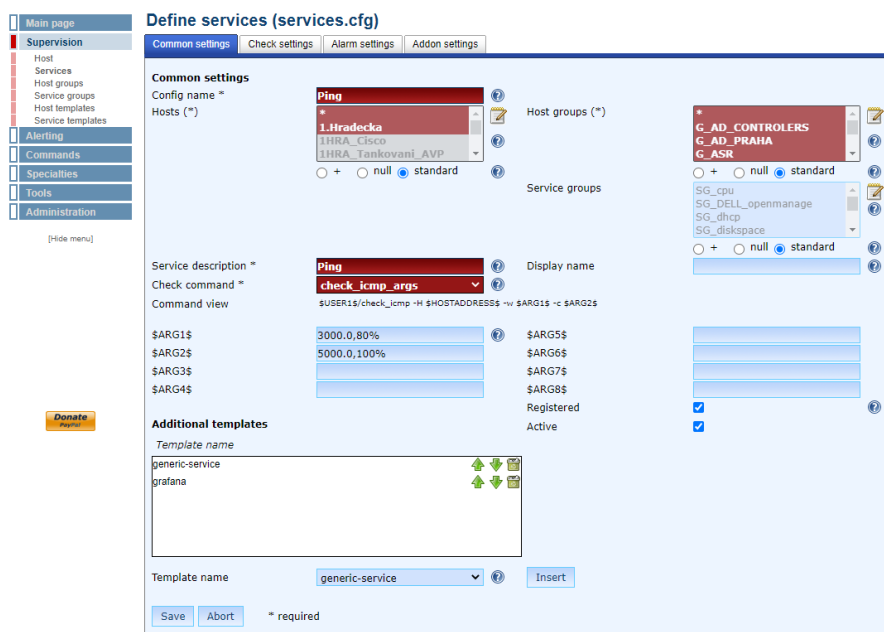 Define services (services.cfg)
Main page
Supervision
Host
Services
Host groups
Service groups
Host templates
Service templates
Alerting
Commands
Specialties
Tools
Administration
[Hide menu]
Donate
PayPal
Common settings Check settings Alarm settings Addon settings
Common settings
Config name * Ping
Hosts (*)
*
1.Hradecka
1HRA_Cisco
1HRA_Tankovani_AVP
+ null standard
Host groups (*)
*
G_AD_CONTROLERS
G_AD_PRAHA
G_ASR
+ null standard
Service groups
SG_cpu
SG_DELL_openmanage
SG_dhcp
SG_diskspace
+ null standard
Service description * Ping Display name
Check command * check_icmp_args
Command view $USER1$/check_icmp -H $HOSTADDRESS$ -w $ARG1$ -c $ARG2$
$ARG1$ 3000.0,80% $ARG5$
$ARG2$ 5000.0,100% $ARG6$
$ARG3$ $ARG7$
$ARG4$ $ARG8$
Registered
Additional templates Active
Template name
generic-service
grafana
Template name generic-service Insert
Save Abort * required